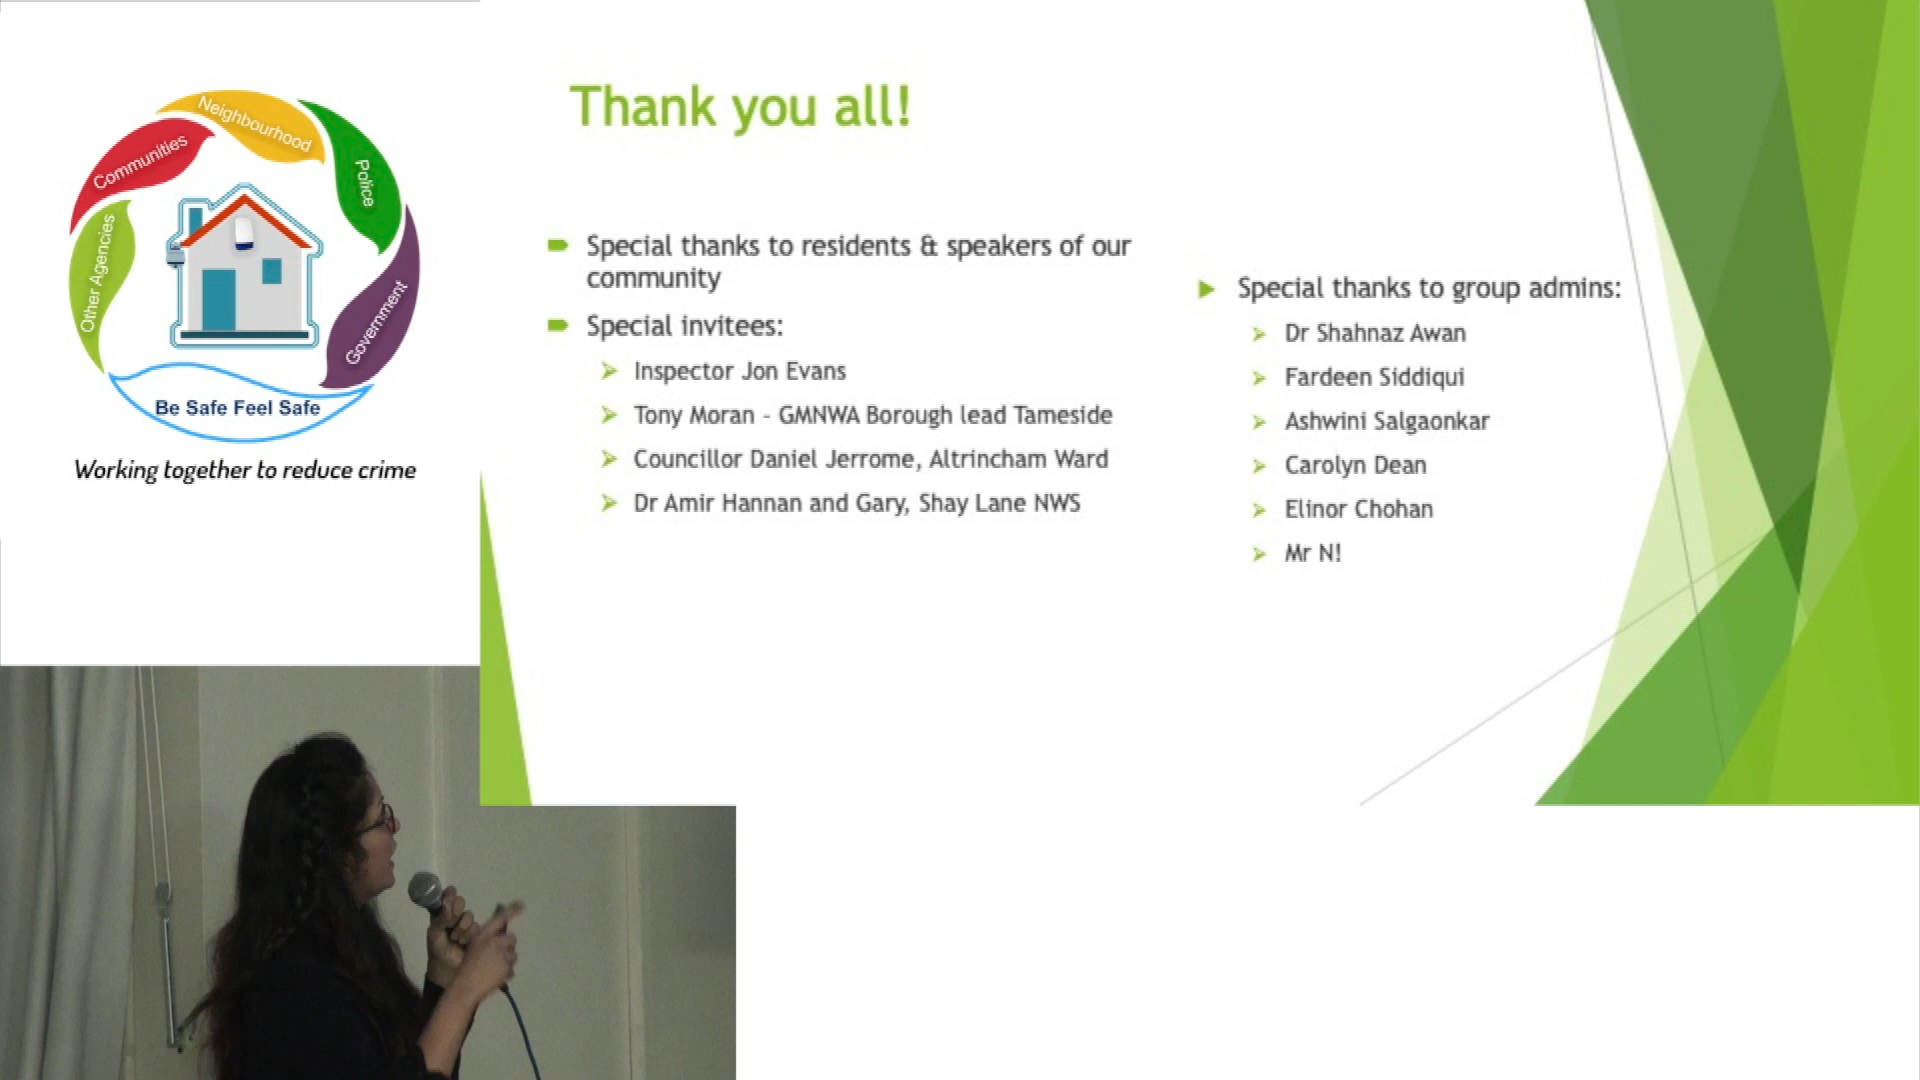 Neighbourhood
Communities
Police
Other Agencies
Government
Be Safe Feel Safe
Working together to reduce crime
Thank you all!
Special thanks to residents & speakers of our
community
Special invitees:
Inspector Jon Evans
Tony Moran – GMNWA Borough lead Tameside
Councillor Daniel Jerrome, Altrincham Ward
Dr Amir Hannan and Gary, Shay Lane NWS
Special thanks to group admins:
Dr Shahnaz Awan
Fardeen Siddiqui
Ashwini Salgaonkar
Carolyn Dean
Elinor Chohan
Mr N!